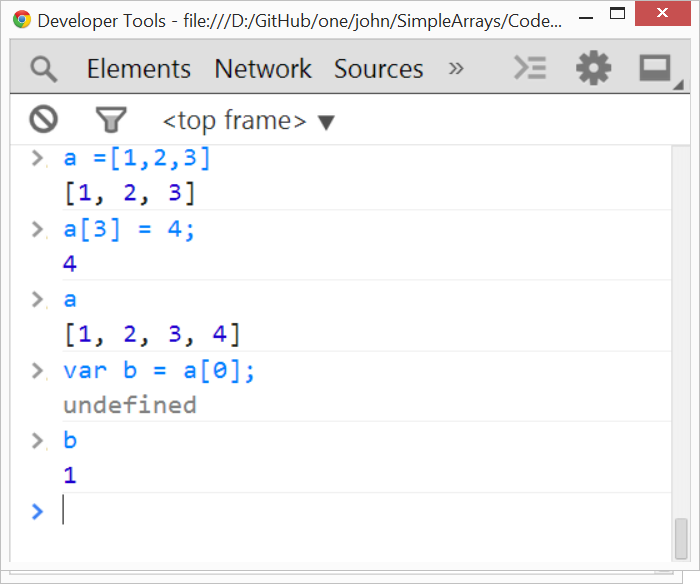 Developer Tools - file:///D:/GitHub/one/john/SimpleArrays/Code...
Elements Network Sources »
<top frame> ▼
> a =[1,2,3]
[1, 2, 3]
> a[3] = 4;
4
> a
[1, 2, 3, 4]
> var b = a[0];
undefined
> b
1
>